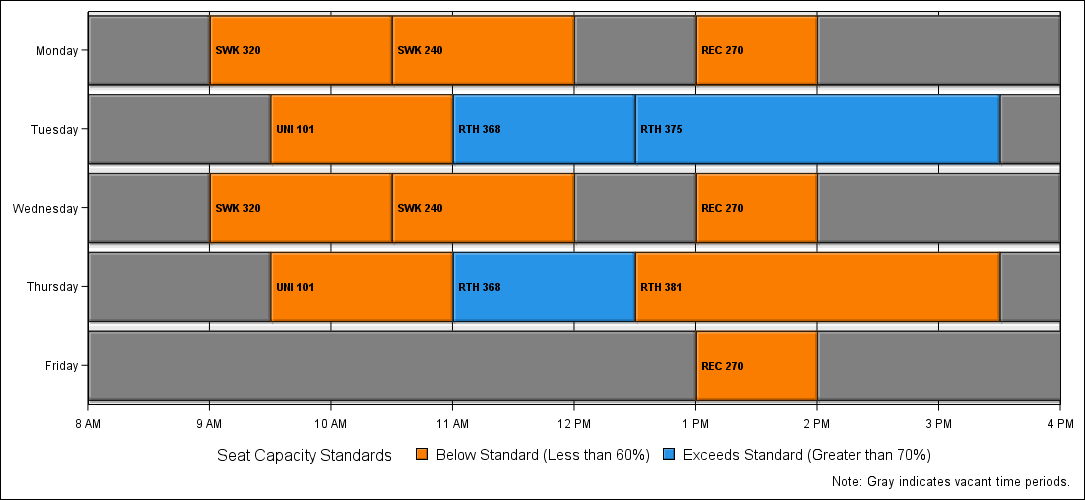 Monday SWK 320 SWK 240 REC 270
Tuesday UNI 101 RTH 368 RTH 375
Wednesday SWK 320 SWK 240 REC 270
Thursday UNI 101 RTH 368 RTH 381
Friday REC 270
8 AM 9 AM 10 AM 11 AM 12 PM 1 PM 2 PM 3 PM 4 PM
Seat Capacity Standards Below Standard (Less than 60%) Exceeds Standard (Greater than 70%)
Note: Gray indicates vacant time periods.